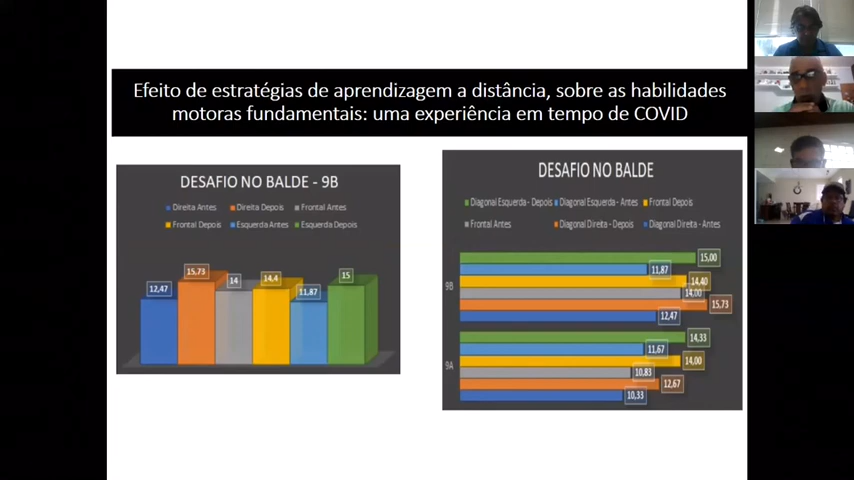 Efeito de estratégias de aprendizagem a distância, sobre as habilidades
motoras fundamentais: uma experiência em tempo de COVID
DESAFIO NO BALDE - 9B
Direita Antes Direita Depois Frontal Antes
Frontal Depois Esquerda Antes Esquerda Depois
12,47 15,73 14 14,4 11,87 15
DESAFIO NO BALDE
Diagonal Esquerda - Depois Diagonal Esquerda - Antes Frontal Depois
Frontal Antes Diagonal Direita - Depois Diagonal Direita - Antes
15,00
11,87
9B
14,40
14,00
15,73
12,47
14,33
11,67
9A
14,00
10,83
12,67
10,33